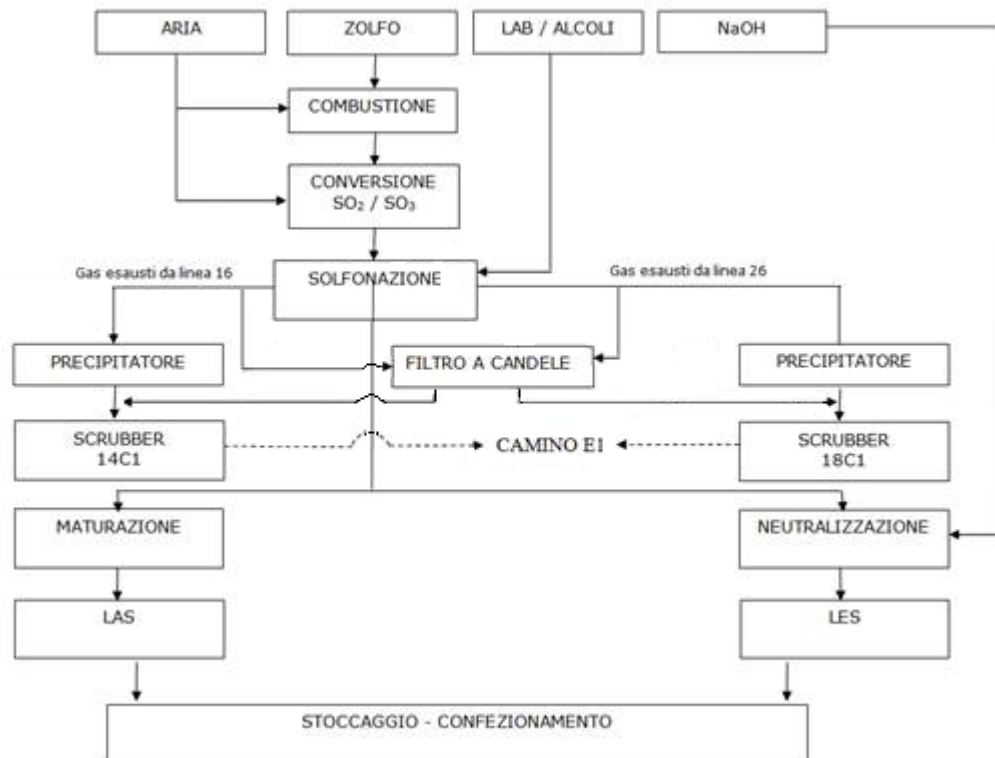 ARIA
ZOLFO
LAB / ALCOLI
NaOH
COMBUSTIONE
CONVERSIONE
SO₂ / SO₃
Gas esausti da linea 16
SOLFONAZIONE
Gas esausti da linea 26
PRECIPITATORE
FILTRO A CANDELE
PRECIPITATORE
SCRUBBER
14C1
CAMINO E1
SCRUBBER
18C1
MATURAZIONE
NEUTRALIZZAZIONE
LAS
LES
STOCCAGGIO - CONFEZIONAMENTO